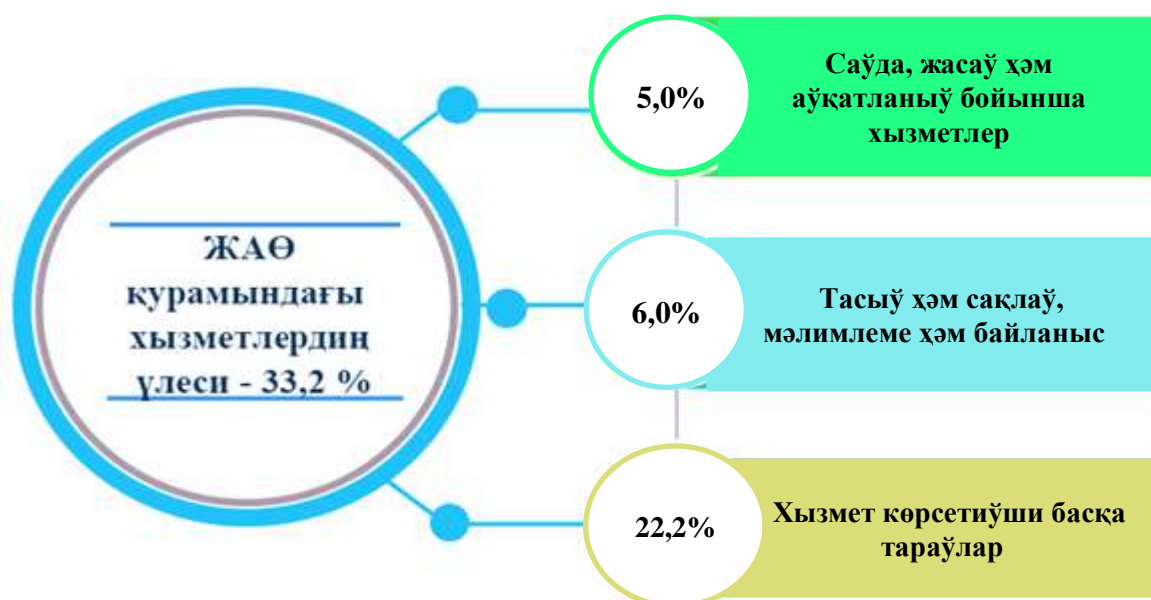 ЖАӨ
қурамындағы
хызметлердиң
үлеси - 33,2 %
5,0%
Саўда, жасаў ҳәм
аўқатланыў бойынша
хызметлер
6,0%
Тасыў ҳәм сақлаў,
мәлимлеме ҳәм байланыс
22,2%
Хызмет көрсетиўши басқа
тараўлар